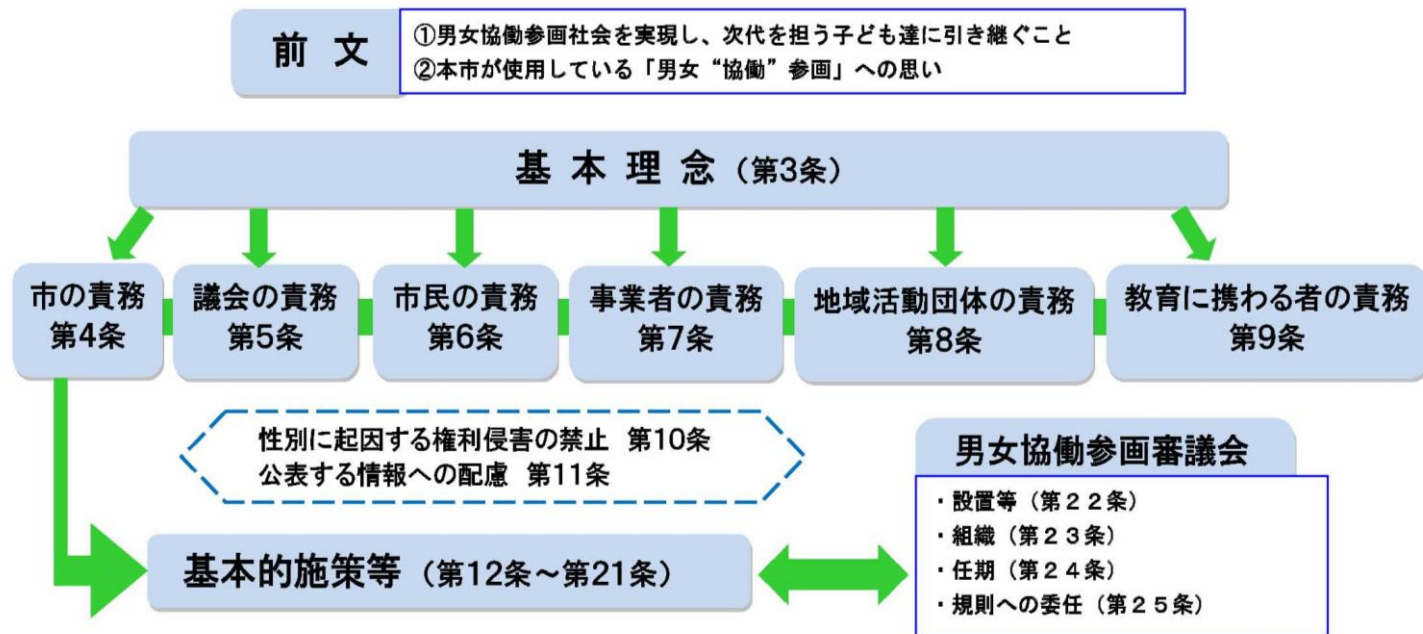 前 文
①男女協働参画社会を実現し、次代を担う子ども達に引き継ぐこと
②本市が使用している「男女“協働”参画」への思い
基 本 理 念（第3条）
市の責務
第4条
議会の責務
第5条
市民の責務
第6条
事業者の責務
第7条
地域活動団体の責務
第8条
教育に携わる者の責務
第9条
性別に起因する権利侵害の禁止 第10条
公表する情報への配慮 第11条
男女協働参画審議会
・設置等（第２２条）
・組織（第２３条）
・任期（第２４条）
・規則への委任（第２５条）
基本的施策等（第12条～第21条）